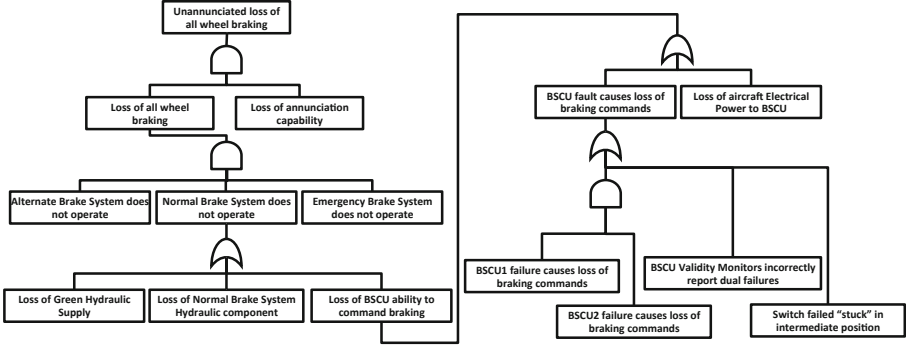 Unannunciated loss of
all wheel braking
Loss of all wheel
braking
Loss of annunciation
capability
Alternate Brake System does
not operate
Normal Brake System does
not operate
Emergency Brake System
does not operate
Loss of Green Hydraulic
Supply
Loss of Normal Brake System
Hydraulic component
Loss of BSCU ability to
command braking
BSCU fault causes loss of
braking commands
Loss of aircraft Electrical
Power to BSCU
BSCU1 failure causes loss of
braking commands
BSCU2 failure causes loss of
braking commands
BSCU Validity Monitors incorrectly
report dual failures
Switch failed “stuck” in
intermediate position